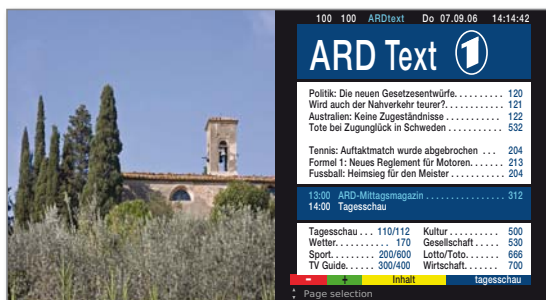 100 100 ARDtext Do 07.09.06 14:14:42
ARD Text 1
Politik: Die neuen Gesetzesentwürfe. . . . . . . . . . 120
Wird auch der Nahverkehr teurer?. . . . . . . . . . . . 121
Australien: Keine Zugeständnisse . . . . . . . . . . . . 122
Tote bei Zugunglück in Schweden . . . . . . . . . . . 532
Tennis: Auftaktmatch wurde abgebrochen . . . 204
Formel 1: Neues Reglement für Motoren. . . . . . . 213
Fussball: Heimsieg für den Meister . . . . . . . . . . . 204
13:00 ARD-Mittagsmagazin . . . . . . . . . . . . . . . . 312
14:00 Tagesschau
Tagesschau . . . 110/112 Kultur . . . . . . . . . 500
Wetter. . . . . . . . . . 170 Gesellschaft . . . . . 530
Sport. . . . . . . . 200/600 Lotto/Toto. . . . . . . 666
TV Guide. . . . . 300/400 Wirtschaft. . . . . . . 700
– + Inhalt tagesschau
Page selection